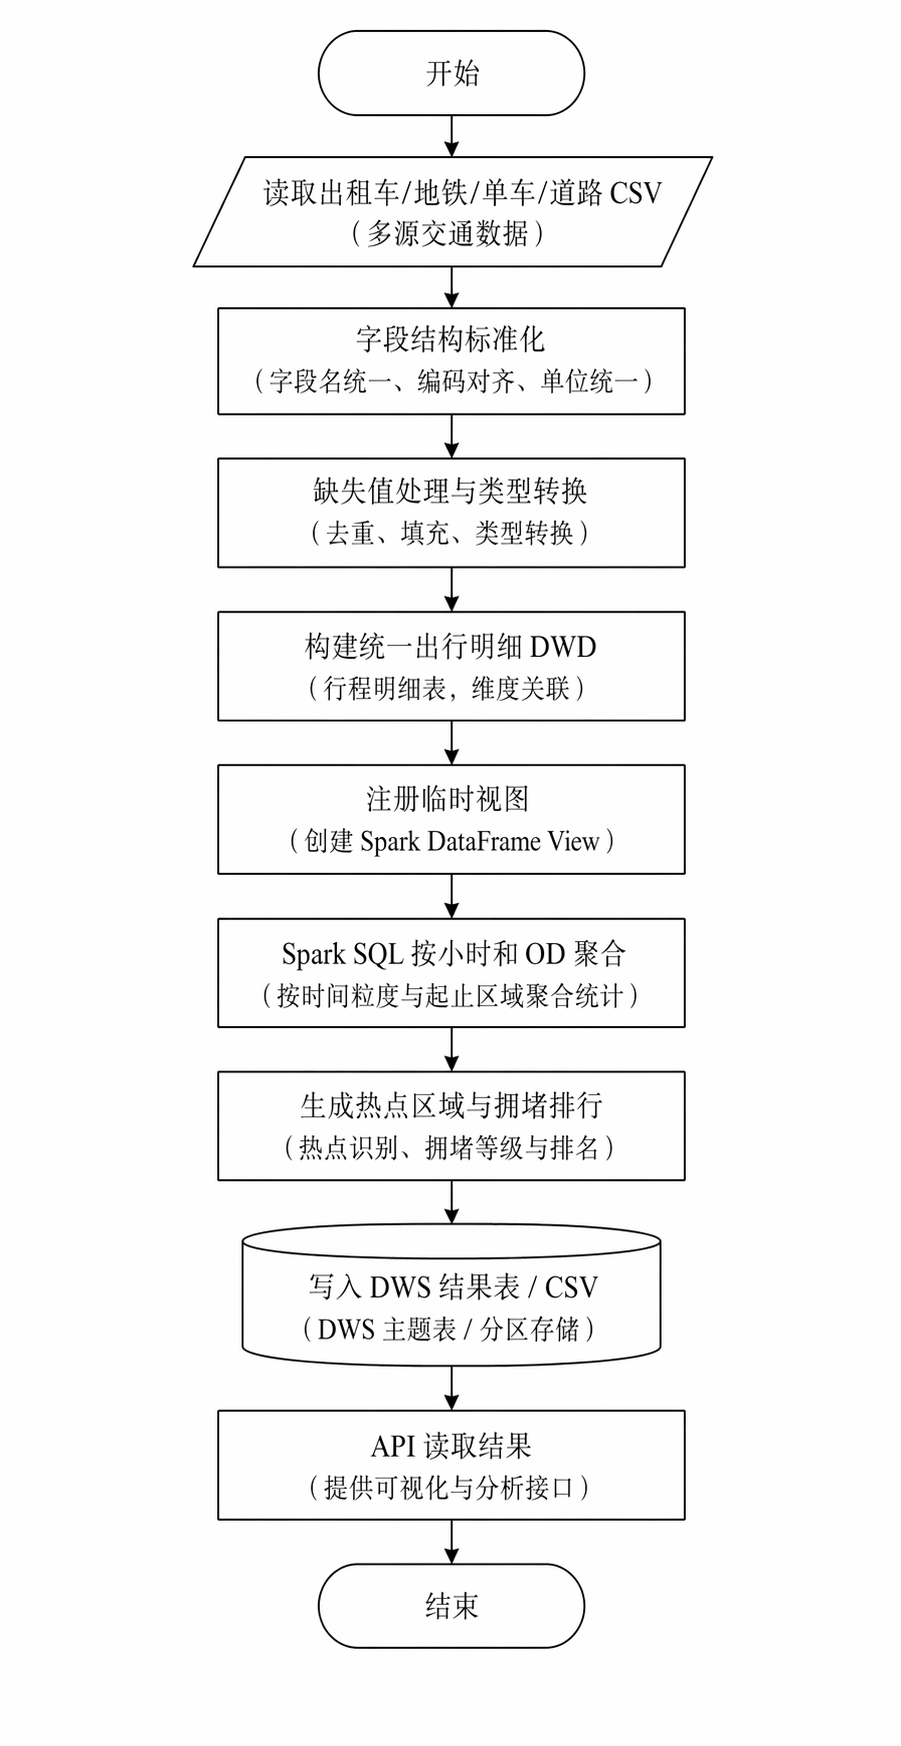 开始
读取出租车/地铁/单车/道路 CSV
（多源交通数据）
字段结构标准化
（字段名统一、编码对齐、单位统一）
缺失值处理与类型转换
（去重、填充、类型转换）
构建统一出行明细 DWD
（行程明细表，维度关联）
注册临时视图
（创建 Spark DataFrame View）
Spark SQL 按小时和 OD 聚合
（按时间粒度与起止区域聚合统计）
生成热点区域与拥堵排行
（热点识别、拥堵等级与排名）
写入 DWS 结果表 / CSV
（DWS 主题表 / 分区存储）
API 读取结果
（提供可视化与分析接口）
结束